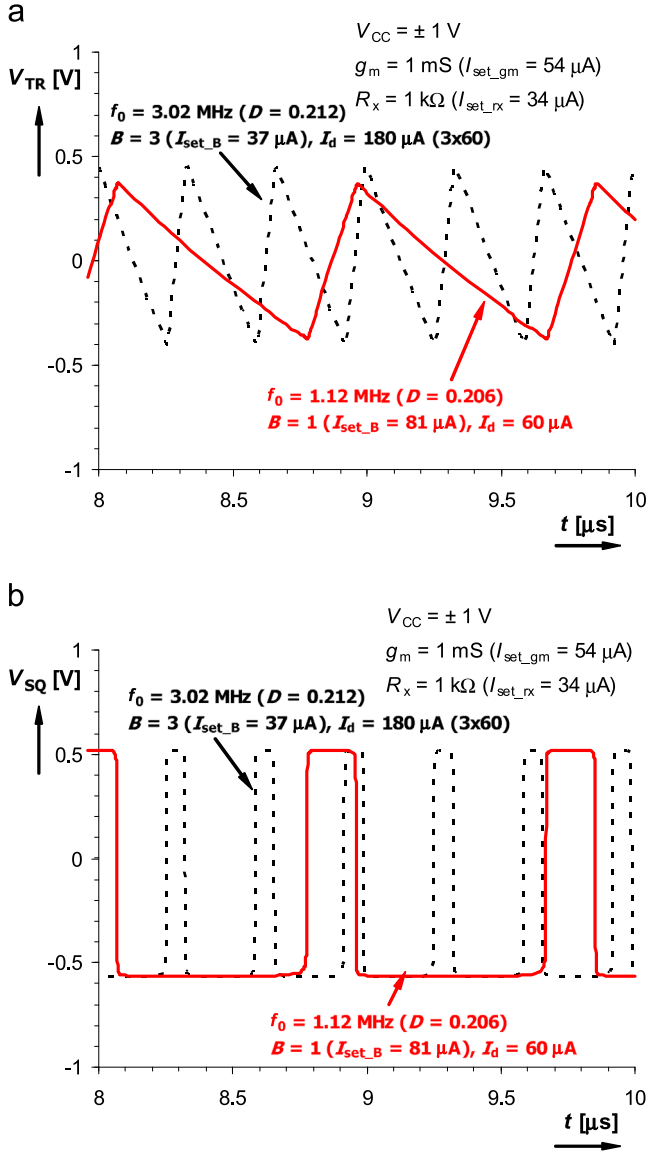 a
V_TR [V]
V_CC = ± 1 V
g_m = 1 mS (I_set_gm = 54 μA)
R_x = 1 kΩ (I_set_rx = 34 μA)
f_0 = 3.02 MHz (D = 0.212)
B = 3 (I_set_B = 37 μA), I_d = 180 μA (3x60)
1
0.5
0
-0.5
-1
f_0 = 1.12 MHz (D = 0.206)
B = 1 (I_set_B = 81 μA), I_d = 60 μA
8 8.5 9 9.5 10
t [μs]
b
V_SQ [V]
V_CC = ± 1 V
g_m = 1 mS (I_set_gm = 54 μA)
R_x = 1 kΩ (I_set_rx = 34 μA)
f_0 = 3.02 MHz (D = 0.212)
B = 3 (I_set_B = 37 μA), I_d = 180 μA (3x60)
1
0.5
0
-0.5
-1
f_0 = 1.12 MHz (D = 0.206)
B = 1 (I_set_B = 81 μA), I_d = 60 μA
8 8.5 9 9.5 10
t [μs]